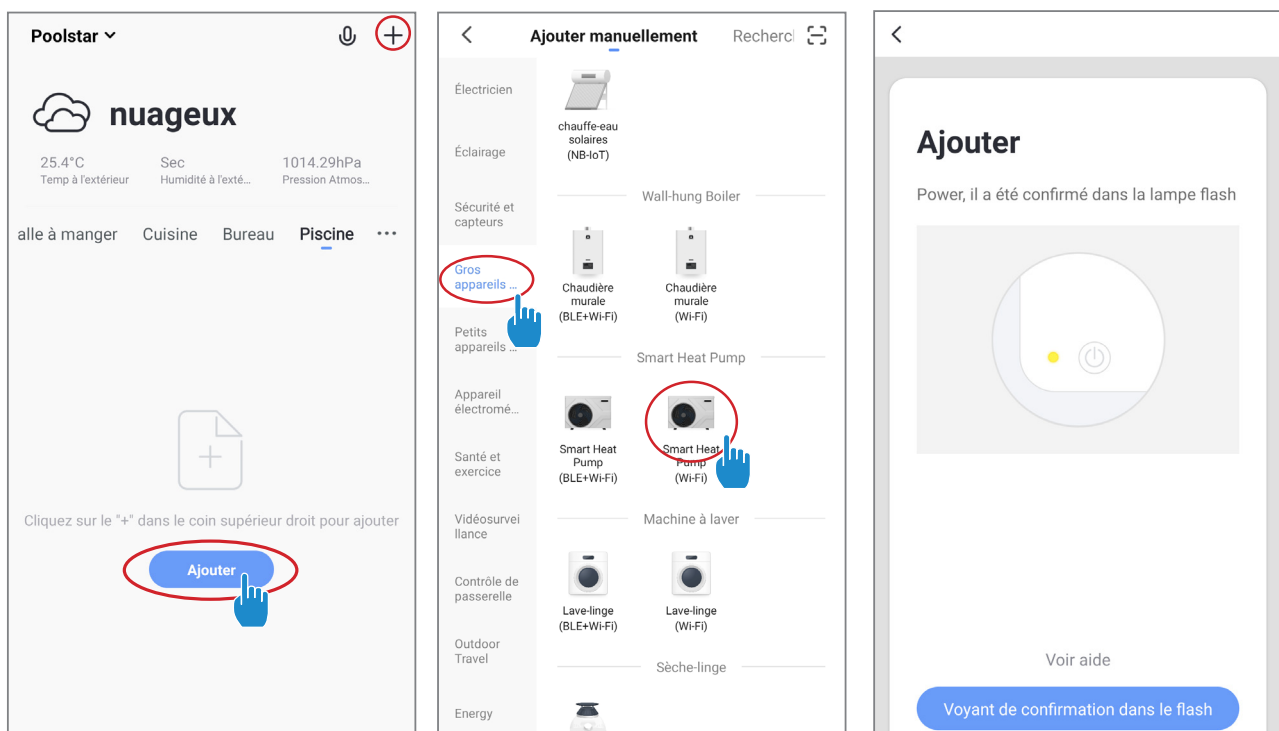 Poolstar
nuageux
25.4°C Sec 1014.29hPa
Temp à l'extérieur Humidité à l'exté... Pression Atmos...
alle à manger Cuisine Bureau Piscine ...
Cliquez sur le "+" dans le coin supérieur droit pour ajouter
Ajouter
Ajouter manuellement Recherc
Électricien
Éclairage
Sécurité et
capteurs
Gros
appareils ...
Petits
appareils ...
Appareil
électromé...
Santé et
exercice
Vidéosurvei
llance
Contrôle de
passerelle
Outdoor
Travel
Energy
chauffe-eau
solaires
(NB-IoT)
Wall-hung Boiler
Chaudière
murale
(BLE+Wi-Fi)
Chaudière
murale
(Wi-Fi)
Smart Heat Pump
Smart Heat
Pump
(BLE+Wi-Fi)
Smart Heat
Pump
(Wi-Fi)
Machine à laver
Lave-linge
(BLE+Wi-Fi)
Lave-linge
(Wi-Fi)
Sèche-linge
Ajouter
Power, il a été confirmé dans la lampe flash
Voir aide
Voyant de confirmation dans le flash